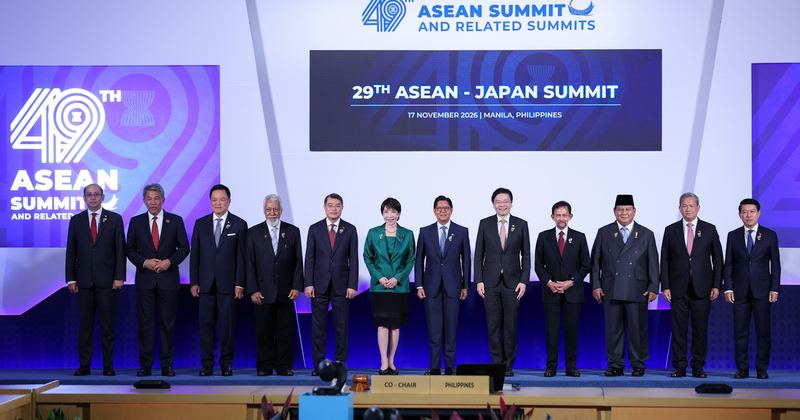 49TH ASEAN SUMMIT
AND RELATED SUMMITS
29TH ASEAN - JAPAN SUMMIT
17 NOVEMBER 2026 | MANILA, PHILIPPINES
49TH
ASEAN
SUMMIT
AND RELATED SU
CO - CHAIR
PHILIPPINES